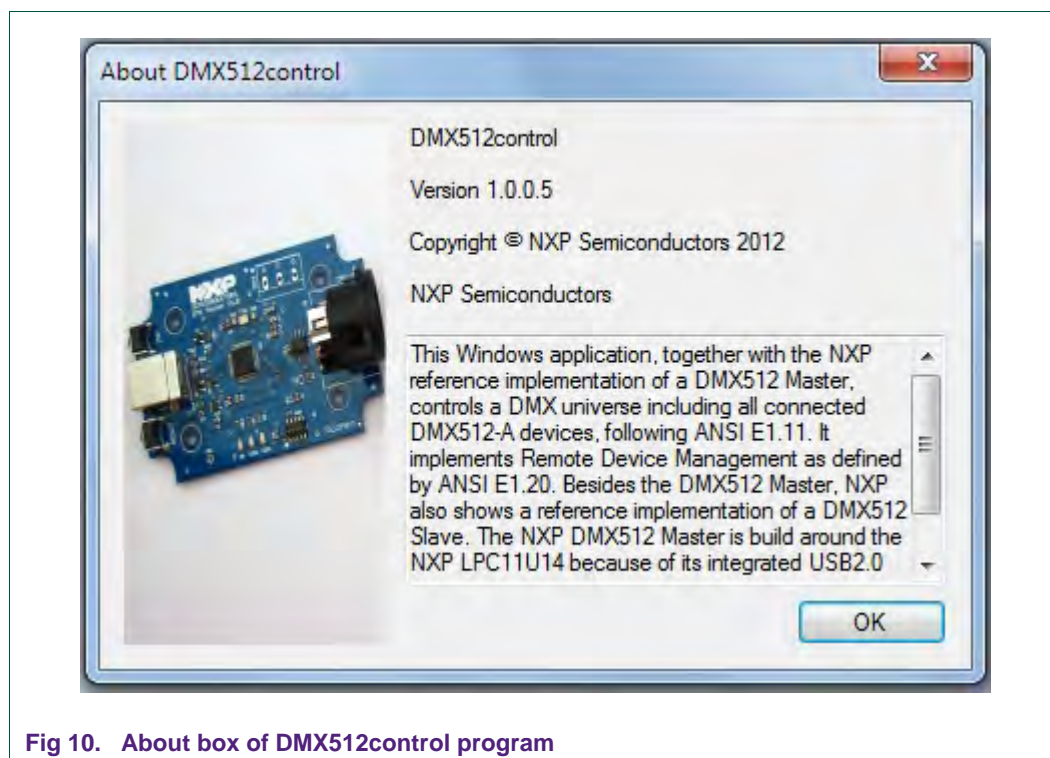 About DMX512control
DMX512control
Version 1.0.0.5
Copyright © NXP Semiconductors 2012
NXP Semiconductors
This Windows application, together with the NXP
reference implementation of a DMX512 Master,
controls a DMX universe including all connected
DMX512-A devices, following ANSI E1.11. It
implements Remote Device Management as defined
by ANSI E1.20. Besides the DMX512 Master, NXP
also shows a reference implementation of a DMX512
Slave. The NXP DMX512 Master is build around the
NXP LPC11U14 because of its integrated USB2.0
OK
NXP
Fig 10. About box of DMX512control program